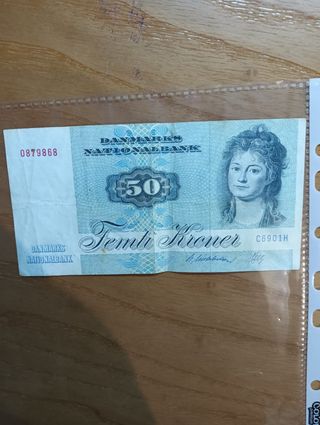 DANMARKS
NATIONALBANK
0879868
50
Femti Kroner
C6901H
DANMARKS
NATIONALBANK